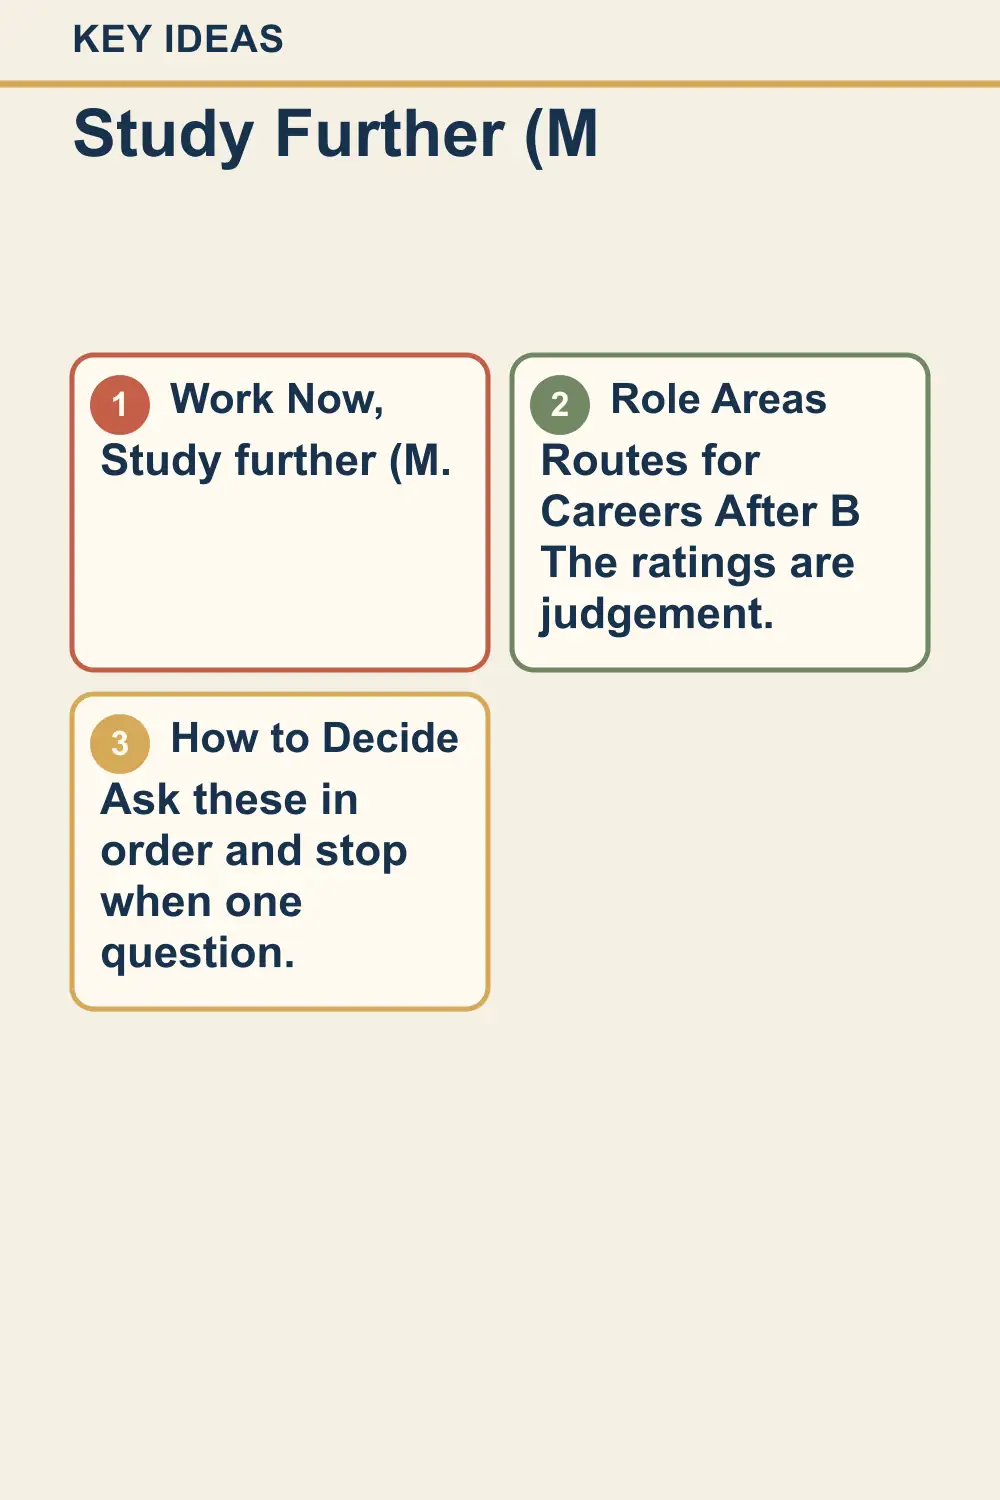 KEY IDEAS
Study Further (M
1 Work Now,
Study further (M.
2 Role Areas
Routes for
Careers After B
The ratings are
judgement.
3 How to Decide
Ask these in
order and stop
when one
question.